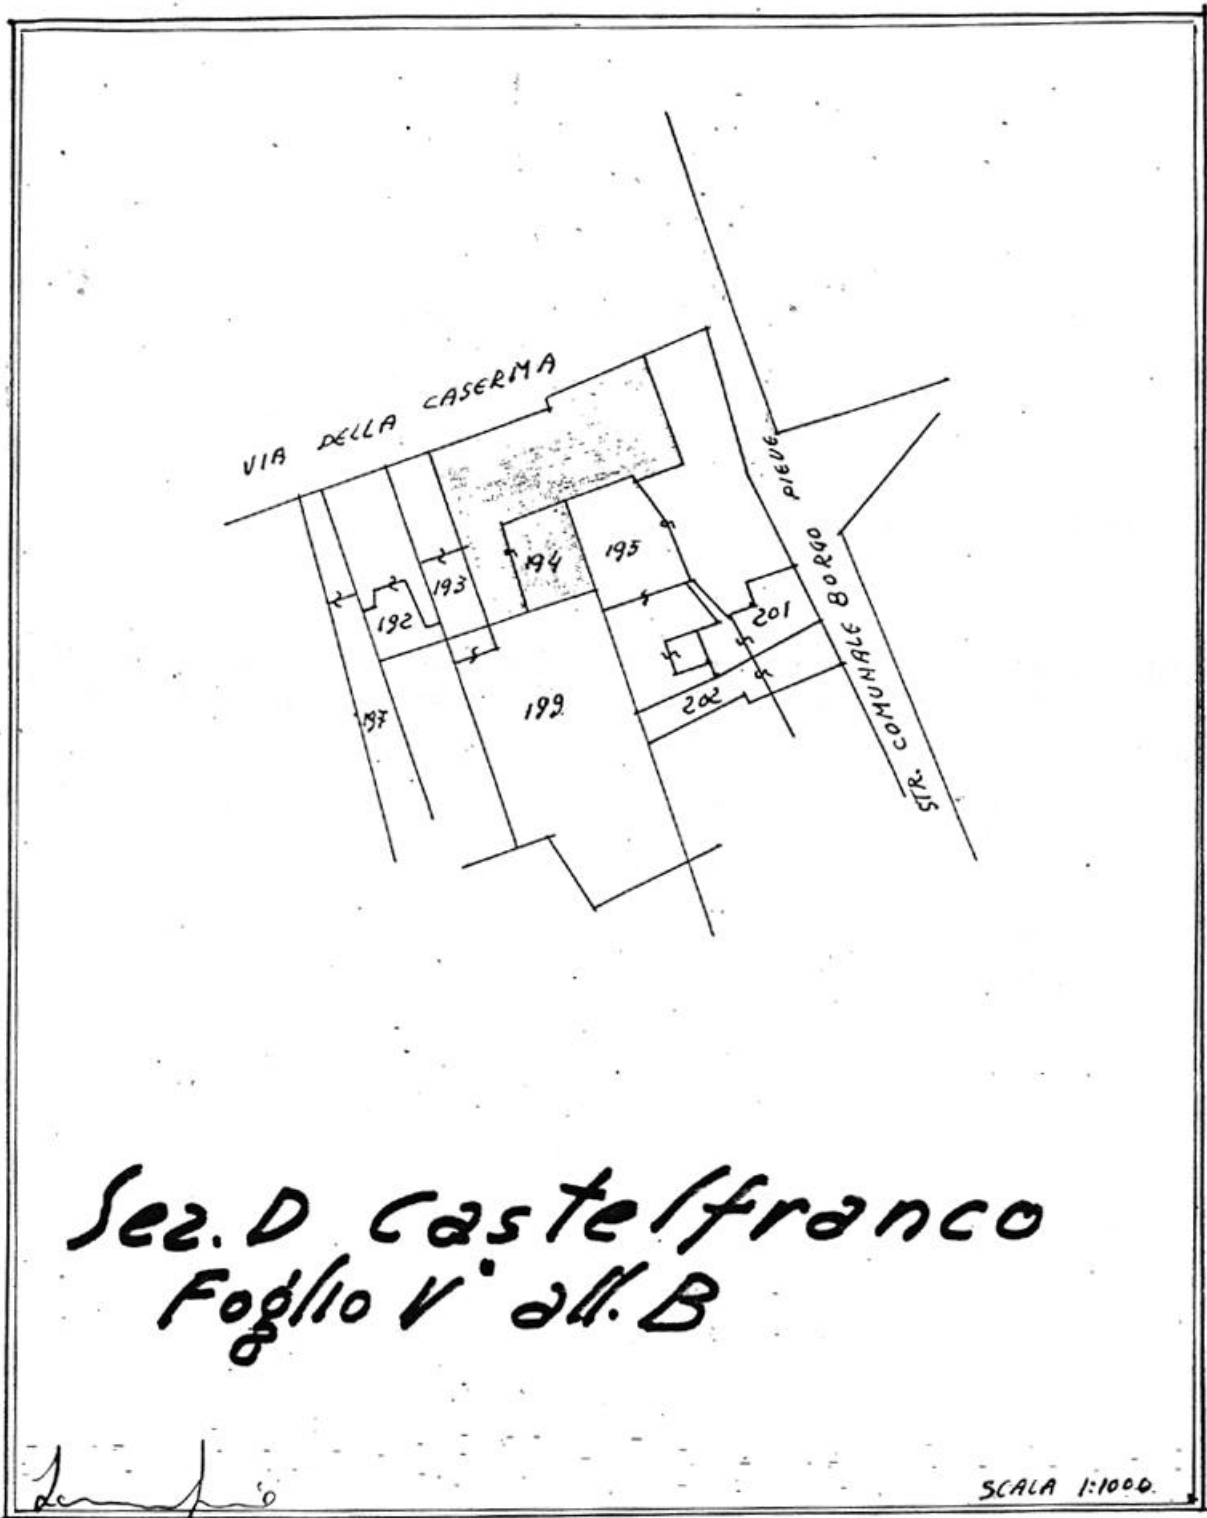 VIA DELLA CASERMA
PIEVE
STR. COMUNALE BORGO
194
195
193
192
201
197
199
202
Sez. D Castelfranco
Foglio V° all. B
SCALA 1:1000.